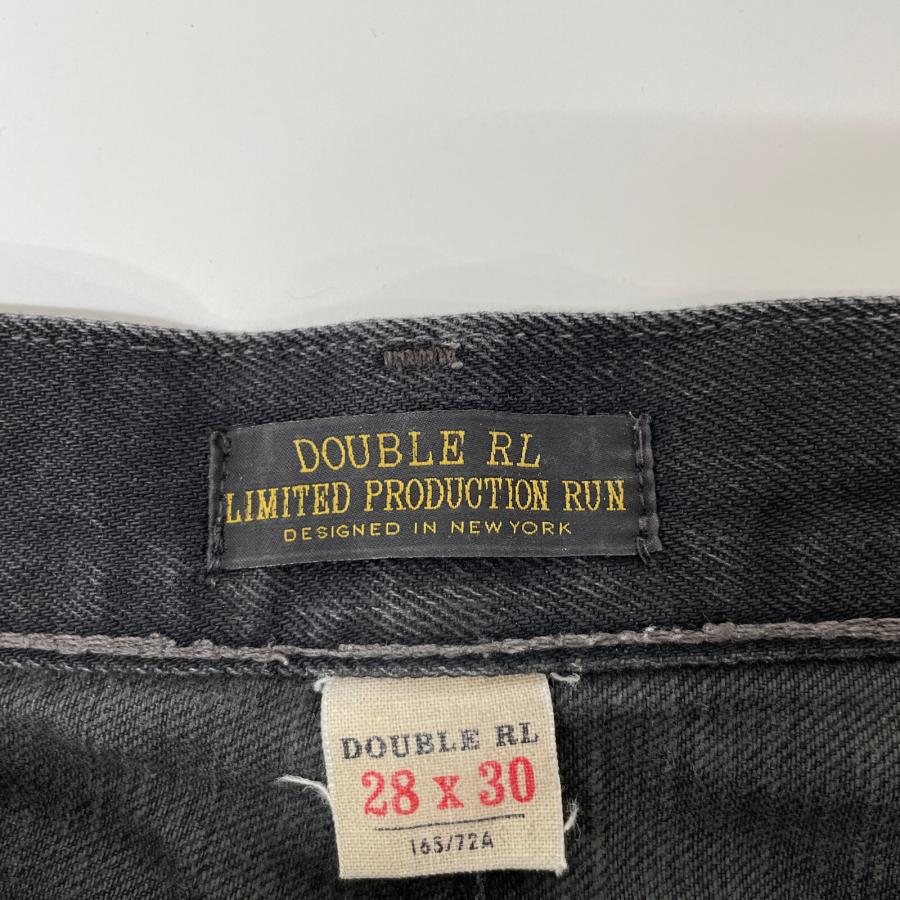 DOUBLE RL
LIMITED PRODUCTION RUN
DESIGNED IN NEW YORK
DOUBLE RL
28 x 30
165/72A